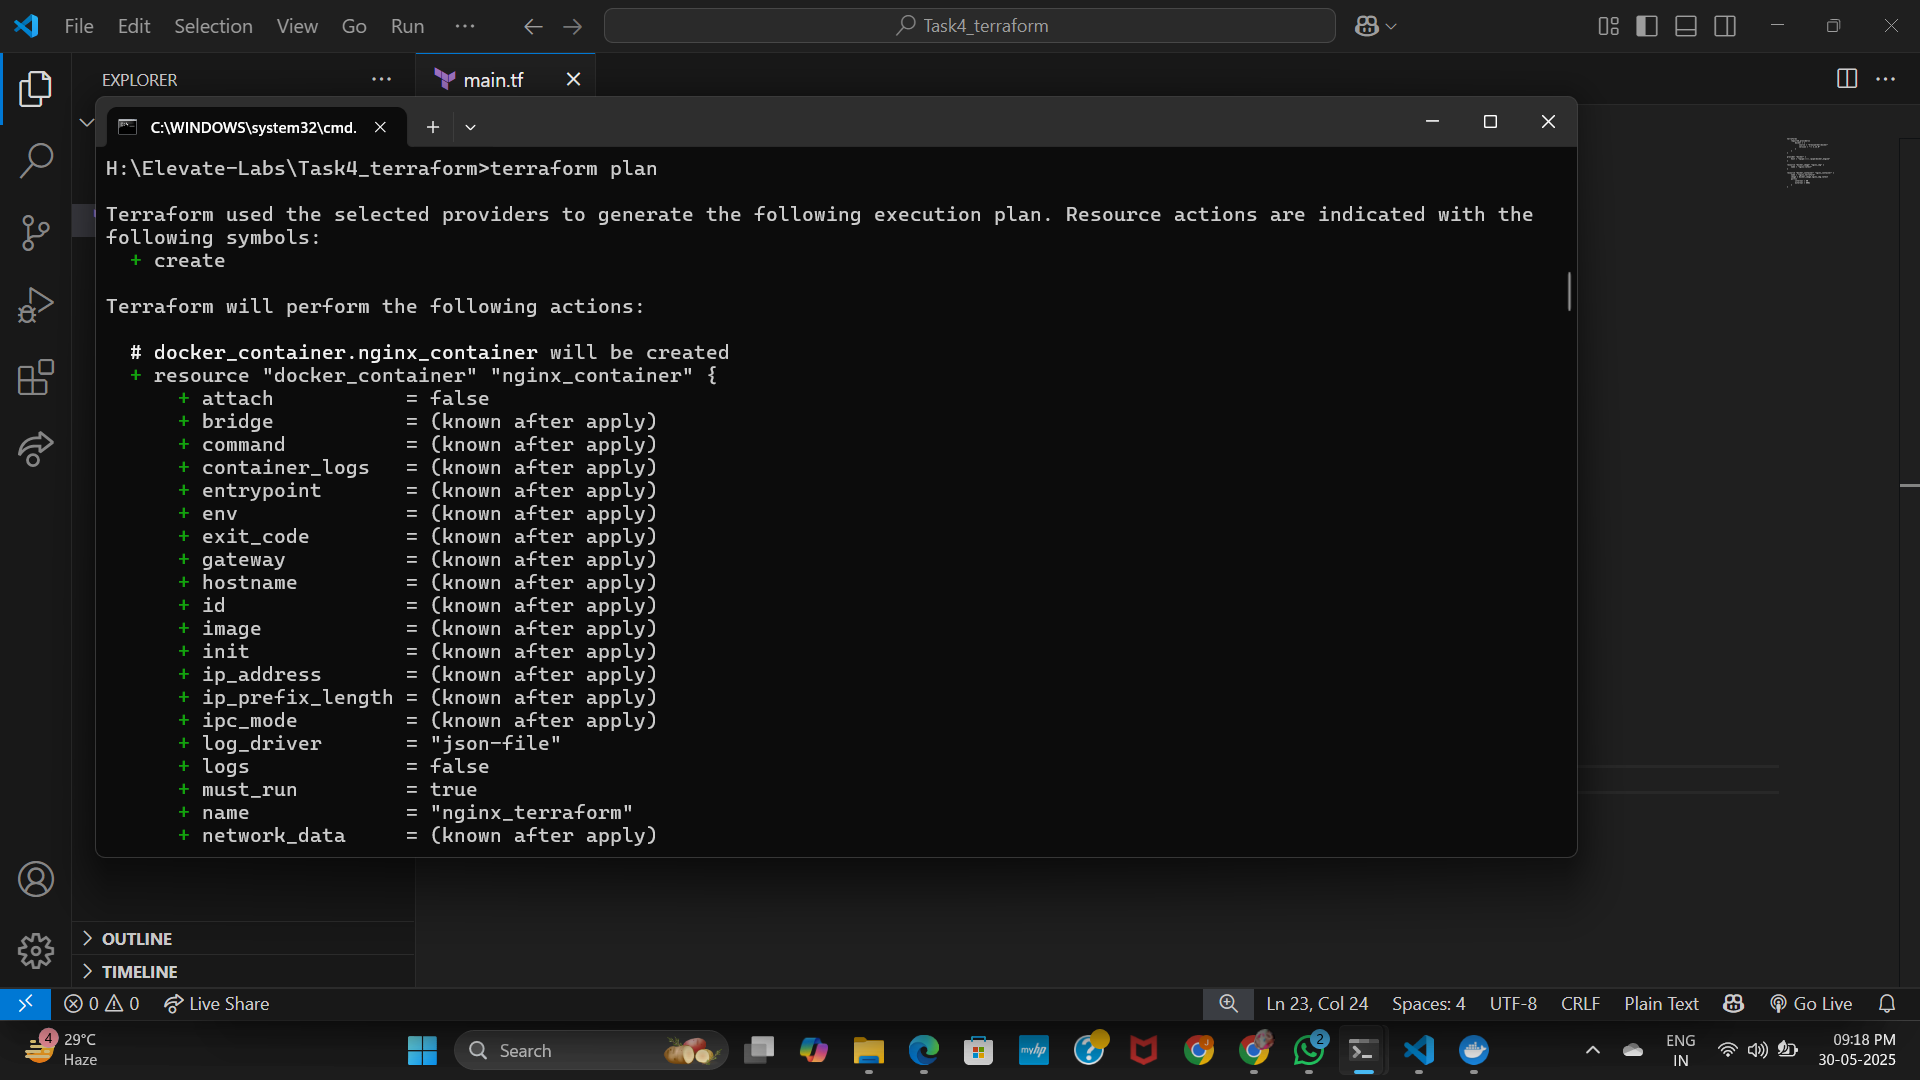 File Edit Selection View Go Run ···
Task4_terraform
EXPLORER ···
main.tf
C:\WINDOWS\system32\cmd.
H:\Elevate-Labs\Task4_terraform>terraform plan
Terraform used the selected providers to generate the following execution plan. Resource actions are indicated with the
following symbols:
+ create
Terraform will perform the following actions:
# docker_container.nginx_container will be created
+ resource "docker_container" "nginx_container" {
+ attach = false
+ bridge = (known after apply)
+ command = (known after apply)
+ container_logs = (known after apply)
+ entrypoint = (known after apply)
+ env = (known after apply)
+ exit_code = (known after apply)
+ gateway = (known after apply)
+ hostname = (known after apply)
+ id = (known after apply)
+ image = (known after apply)
+ init = (known after apply)
+ ip_address = (known after apply)
+ ip_prefix_length = (known after apply)
+ ipc_mode = (known after apply)
+ log_driver = "json-file"
+ logs = false
+ must_run = true
+ name = "nginx_terraform"
+ network_data = (known after apply)
OUTLINE
TIMELINE
0 0 Live Share Ln 23, Col 24 Spaces: 4 UTF-8 CRLF Plain Text Go Live
4 29°C
Haze
Search
myhp
2
ENG
IN
09:18 PM
30-05-2025